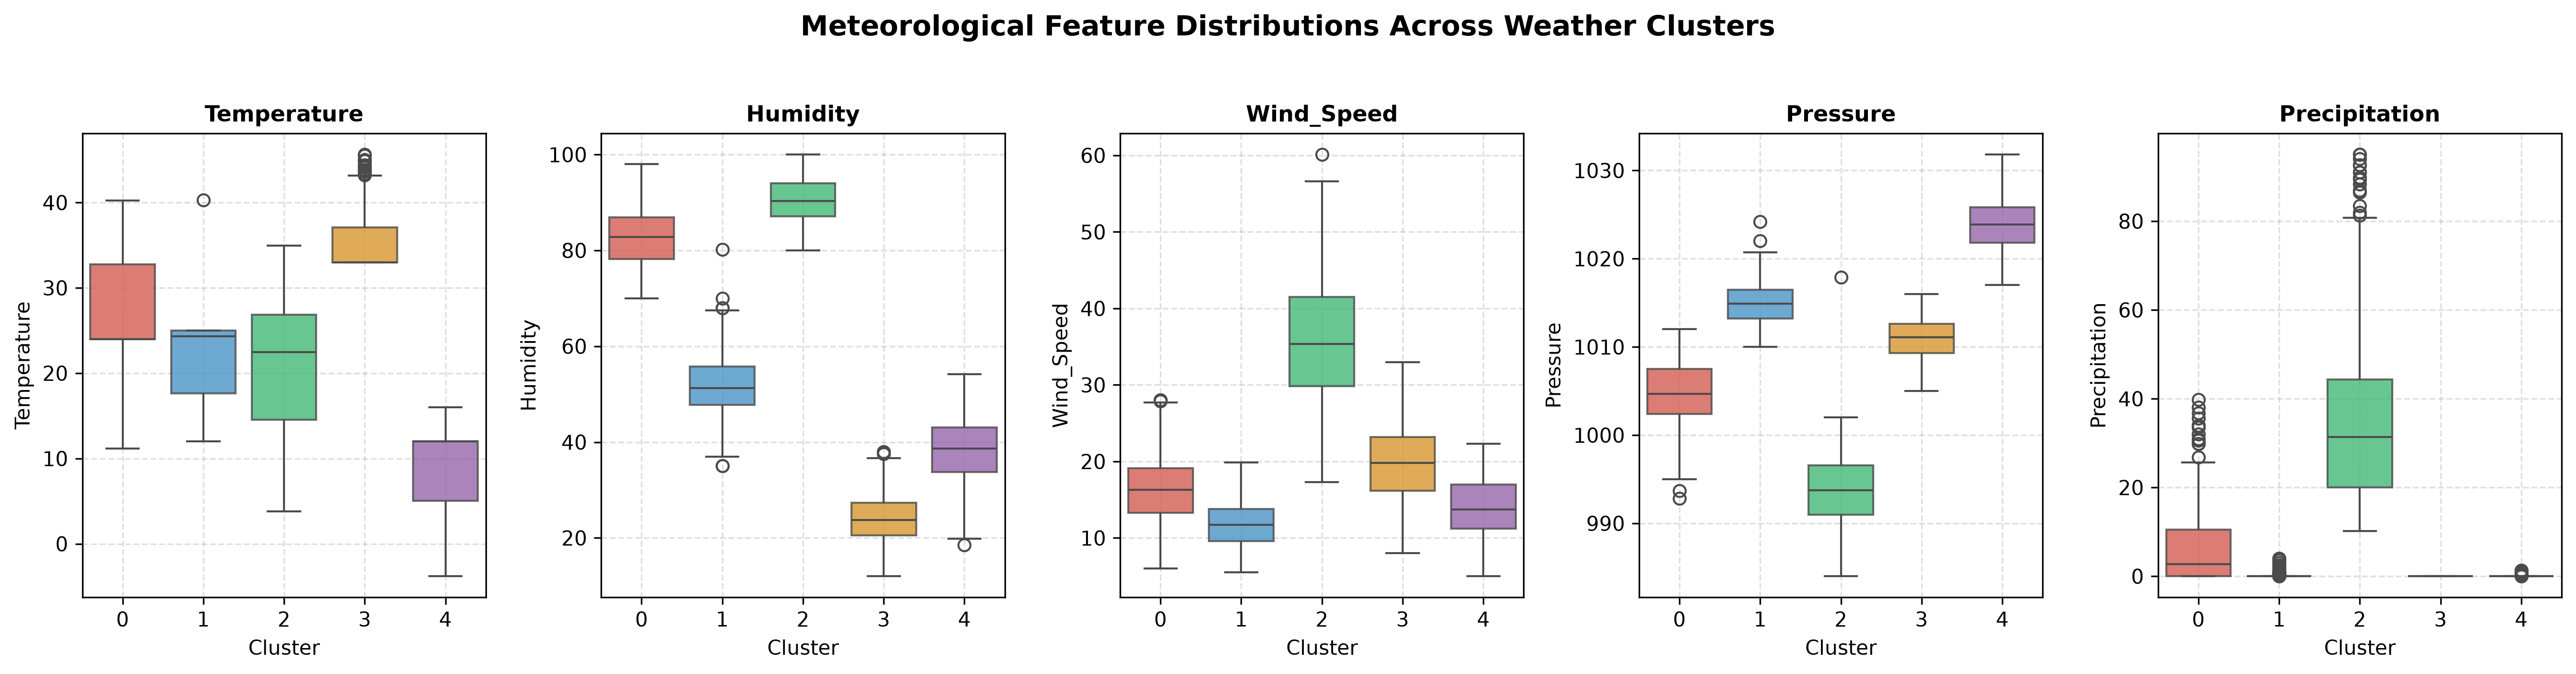 Meteorological Feature Distributions Across Weather Clusters
Temperature
Temperature
40
30
20
10
0
0 1 2 3 4
Cluster
Humidity
Humidity
100
80
60
40
20
0 1 2 3 4
Cluster
Wind_Speed
Wind_Speed
60
50
40
30
20
10
0 1 2 3 4
Cluster
Pressure
Pressure
1030
1020
1010
1000
990
0 1 2 3 4
Cluster
Precipitation
Precipitation
80
60
40
20
0
0 1 2 3 4
Cluster